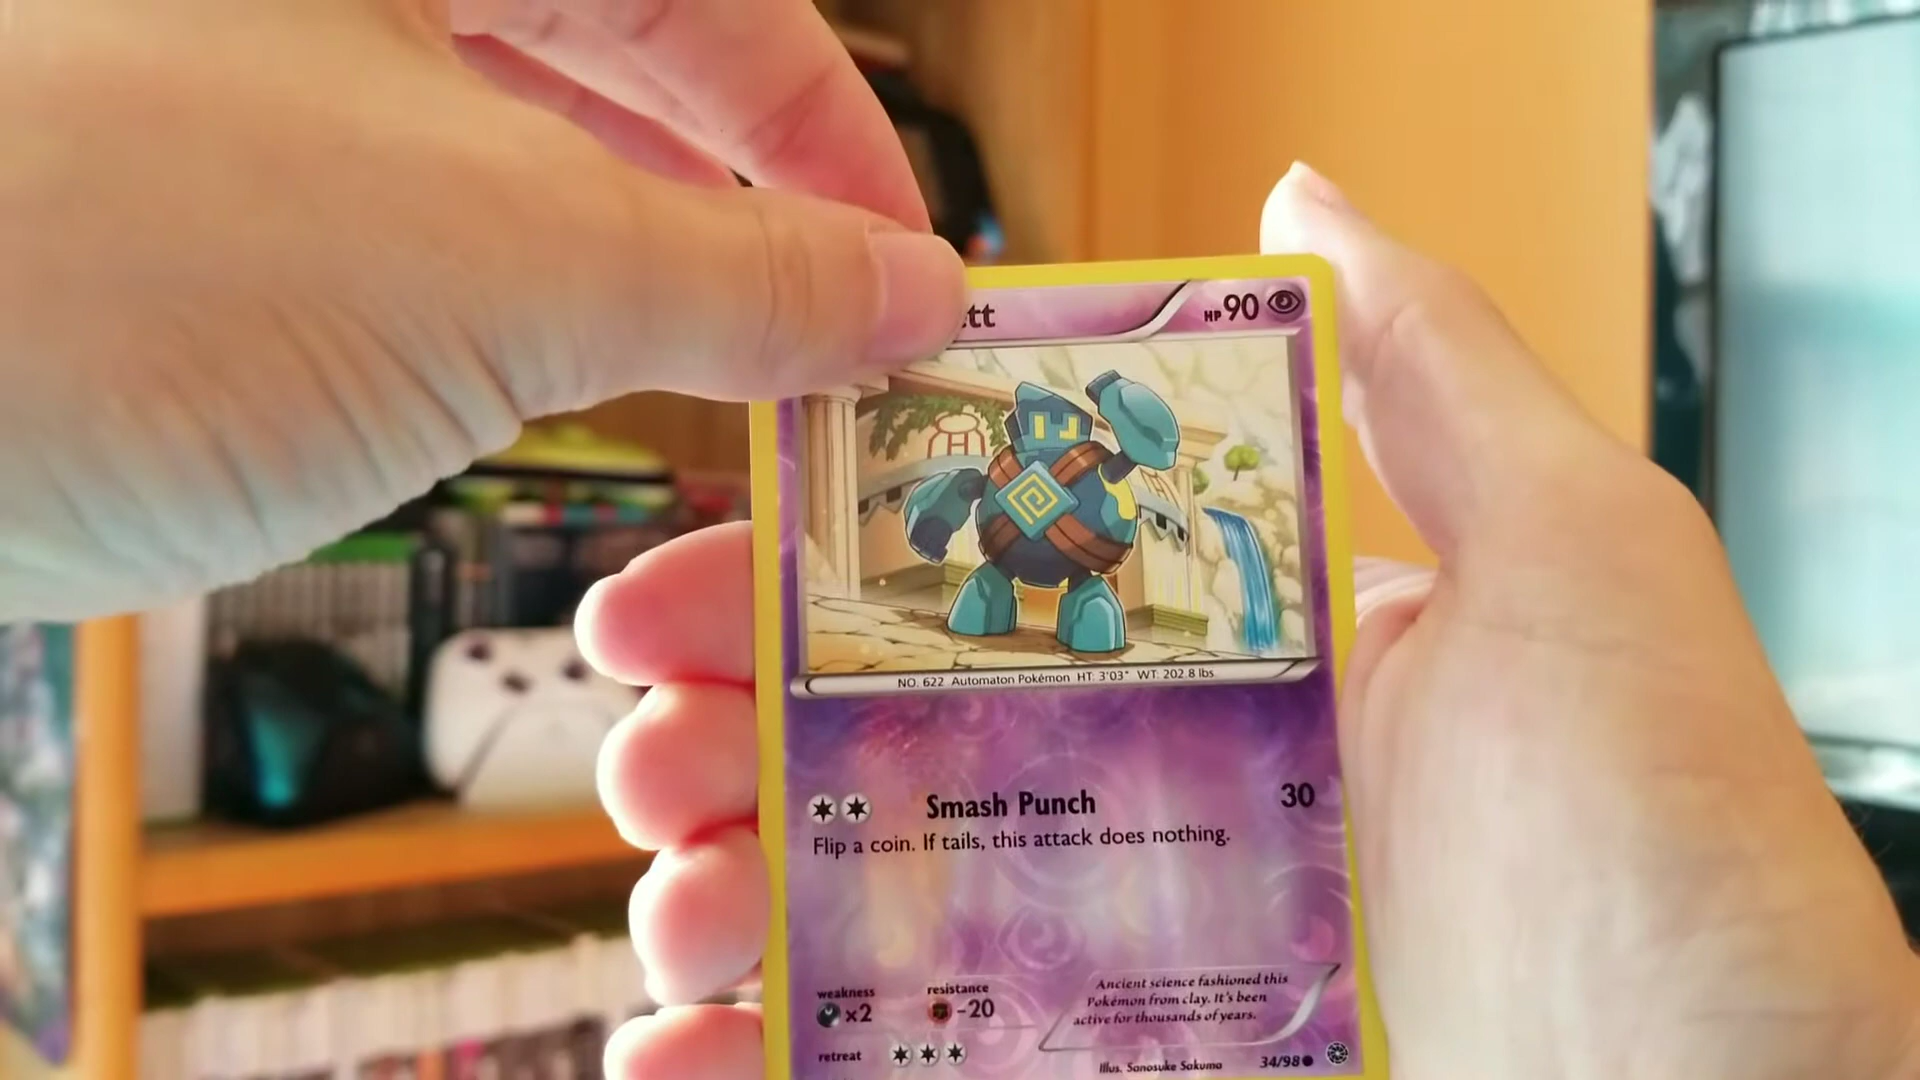 tt
HP 90
NO. 622 Automaton Pokémon HT: 3'03" WT: 202.8 lbs.
Smash Punch 30
Flip a coin. If tails, this attack does nothing.
weakness
×2
resistance
-20
retreat
Ancient science fashioned this
Pokémon from clay. It's been
active for thousands of years.
Illus. Sanosuke Sakuma
34/98